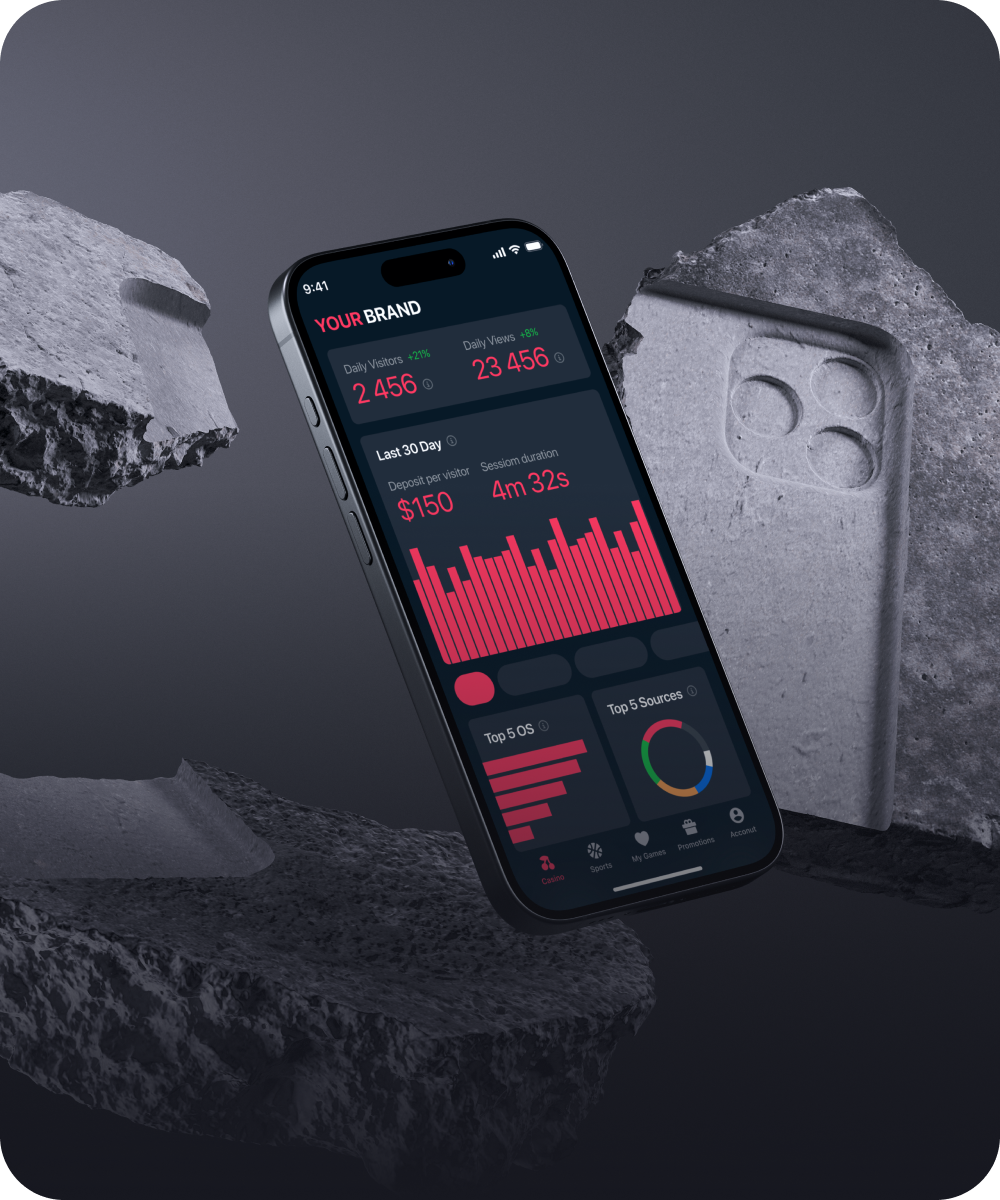 9:41
YOUR BRAND
Daily Visitors +21%
2 456
Daily Views +8%
23 456
Last 30 Day
Deposit per visitor
$150
Sessiom duration
4m 32s
Top 5 OS
Top 5 Sources
Casino
Sports
My Games
Promotions
Accanut